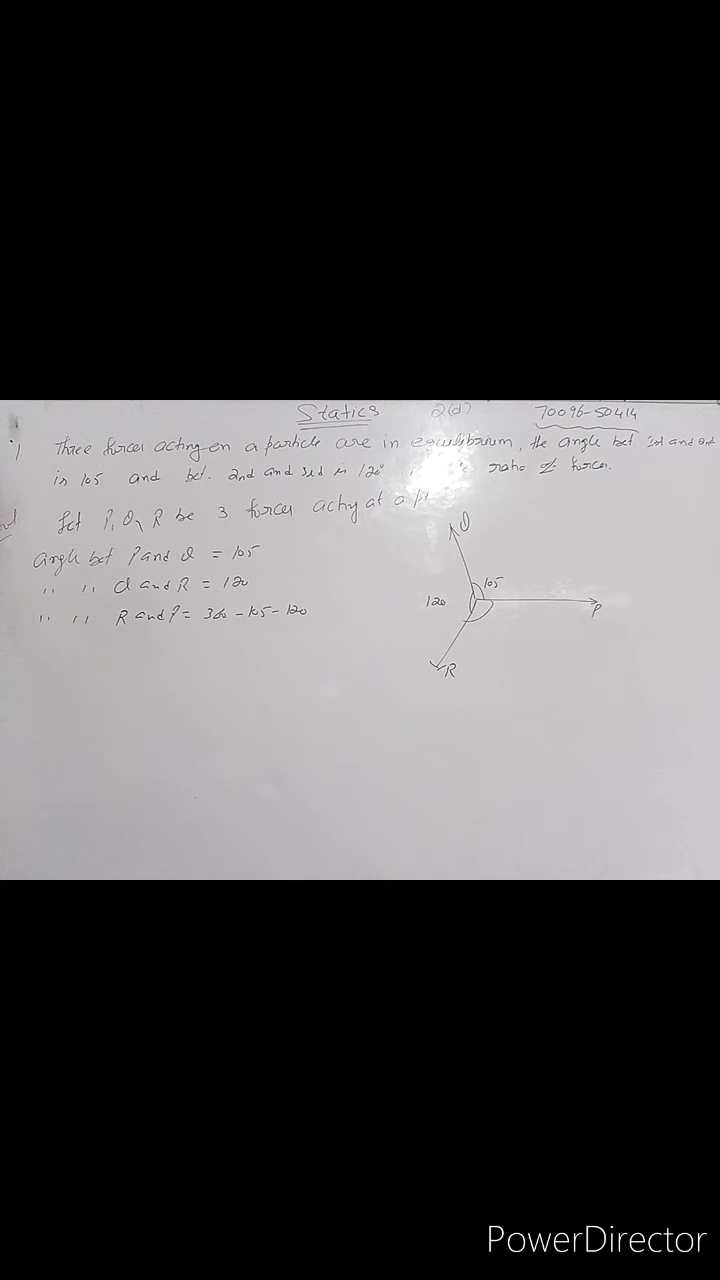 Statics 2(d) 70096-50414
1) Three forces acting on a particle are in equilibrium, the angle bet 1st and 2nd
is 105 and bet. 2nd and 3rd is 120° ratio of forces.
Let P, Q, R be 3 forces acting at a pt
angle bet P and Q = 105
" " Q and R = 120
" " R and P = 360 - 105 - 120
Q
105
120
P
R
PowerDirector